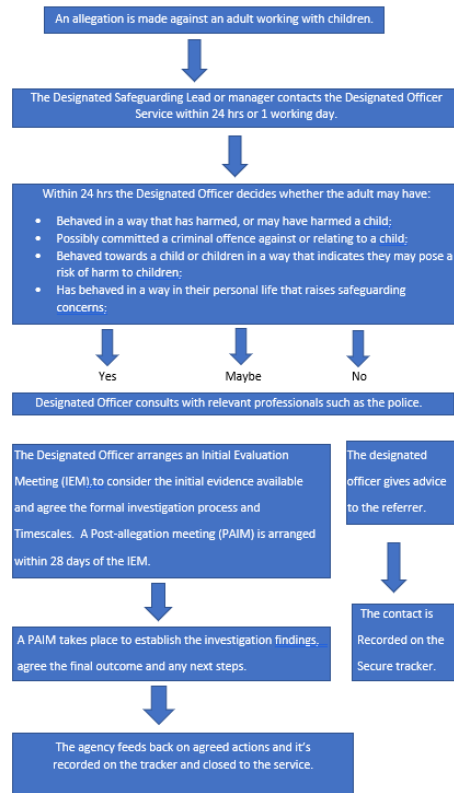 An allegation is made against an adult working with children.
The Designated Safeguarding Lead or manager contacts the Designated Officer
Service within 24 hrs or 1 working day.
Within 24 hrs the Designated Officer decides whether the adult may have:
• Behaved in a way that has harmed, or may have harmed a child;
• Possibly committed a criminal offence against or relating to a child;
• Behaved towards a child or children in a way that indicates they may pose a
risk of harm to children;
• Has behaved in a way in their personal life that raises safeguarding
concerns;
Yes
Maybe
No
Designated Officer consults with relevant professionals such as the police.
The Designated Officer arranges an Initial Evaluation
Meeting (IEM),to consider the initial evidence available
and agree the formal investigation process and
Timescales. A Post-allegation meeting (PAIM) is arranged
within 28 days of the IEM.
The designated
officer gives advice
to the referrer.
A PAIM takes place to establish the investigation findings,
agree the final outcome and any next steps.
The contact is
Recorded on the
Secure tracker.
The agency feeds back on agreed actions and it's
recorded on the tracker and closed to the service.